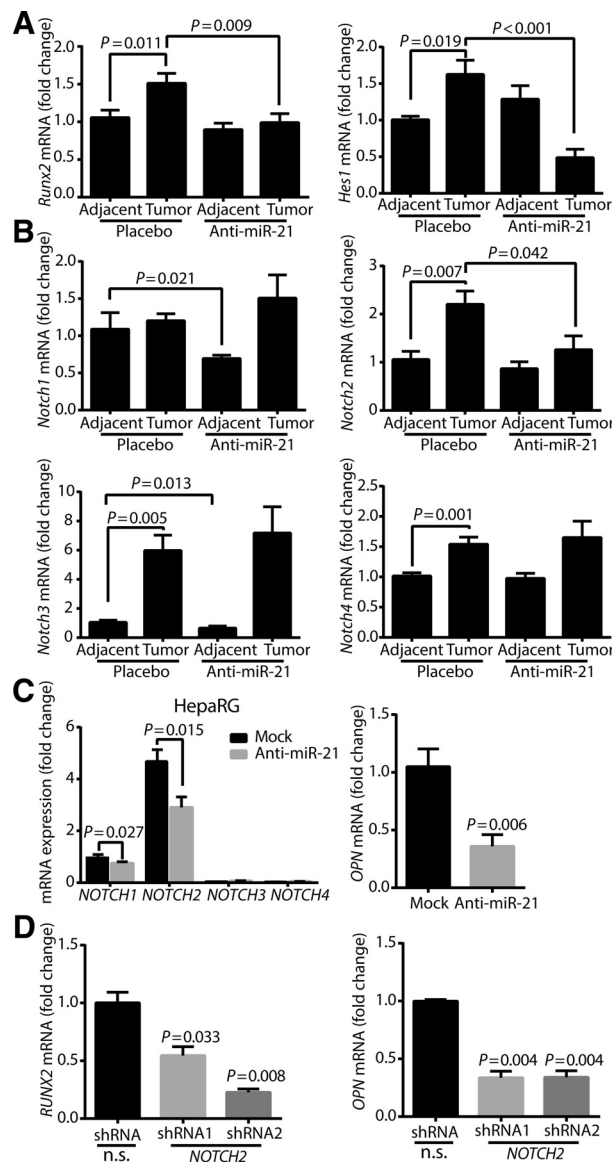 A
Runx2 mRNA (fold change)
2.0
1.5
1.0
0.5
0.0
P=0.011
P=0.009
Adjacent Tumor Adjacent Tumor
Placebo Anti-miR-21
Hes1 mRNA (fold change)
2.0
1.5
1.0
0.5
0.0
P=0.019
P<0.001
Adjacent Tumor Adjacent Tumor
Placebo Anti-miR-21
B
Notch1 mRNA (fold change)
2.0
1.5
1.0
0.5
0.0
P=0.021
Adjacent Tumor Adjacent Tumor
Placebo Anti-miR-21
Notch2 mRNA (fold change)
3
2
1
0
P=0.007
P=0.042
Adjacent Tumor Adjacent Tumor
Placebo Anti-miR-21
Notch3 mRNA (fold change)
10
8
6
4
2
0
P=0.013
P=0.005
Adjacent Tumor Adjacent Tumor
Placebo Anti-miR-21
Notch4 mRNA (fold change)
2.5
2.0
1.5
1.0
0.5
0.0
P=0.001
Adjacent Tumor Adjacent Tumor
Placebo Anti-miR-21
C
HepaRG
mRNA expression (fold change)
6
4
2
0
P=0.015
Mock
Anti-miR-21
P=0.027
NOTCH1 NOTCH2 NOTCH3 NOTCH4
OPN mRNA (fold change)
1.5
1.0
0.5
0.0
P=0.006
Mock Anti-miR-21
D
RUNX2 mRNA (fold change)
1.5
1.0
0.5
0.0
P=0.033
P=0.008
shRNA shRNA1 shRNA2
n.s. NOTCH2
OPN mRNA (fold change)
1.5
1.0
0.5
0.0
P=0.004 P=0.004
shRNA shRNA1 shRNA2
n.s. NOTCH2